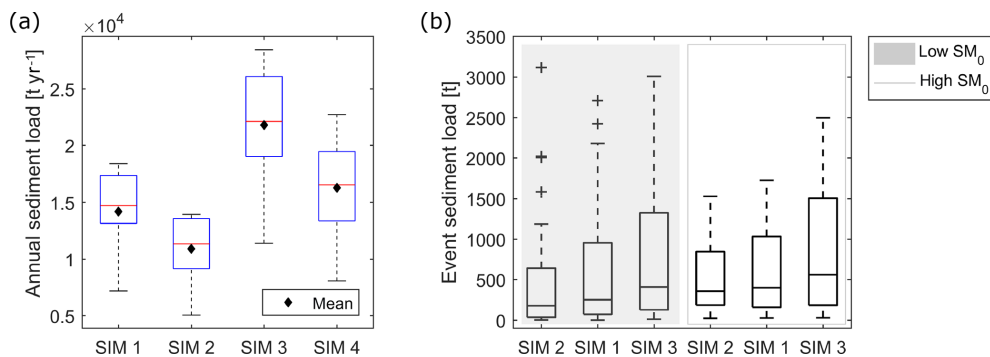 (a)
×10⁴
Annual sediment load [t yr⁻¹]
2.5
2
1.5
1
0.5
Mean
SIM 1 SIM 2 SIM 3 SIM 4
(b)
Event sediment load [t]
3500
3000
2500
2000
1500
1000
500
0
SIM 2 SIM 1 SIM 3 SIM 2 SIM 1 SIM 3
Low SM₀
High SM₀